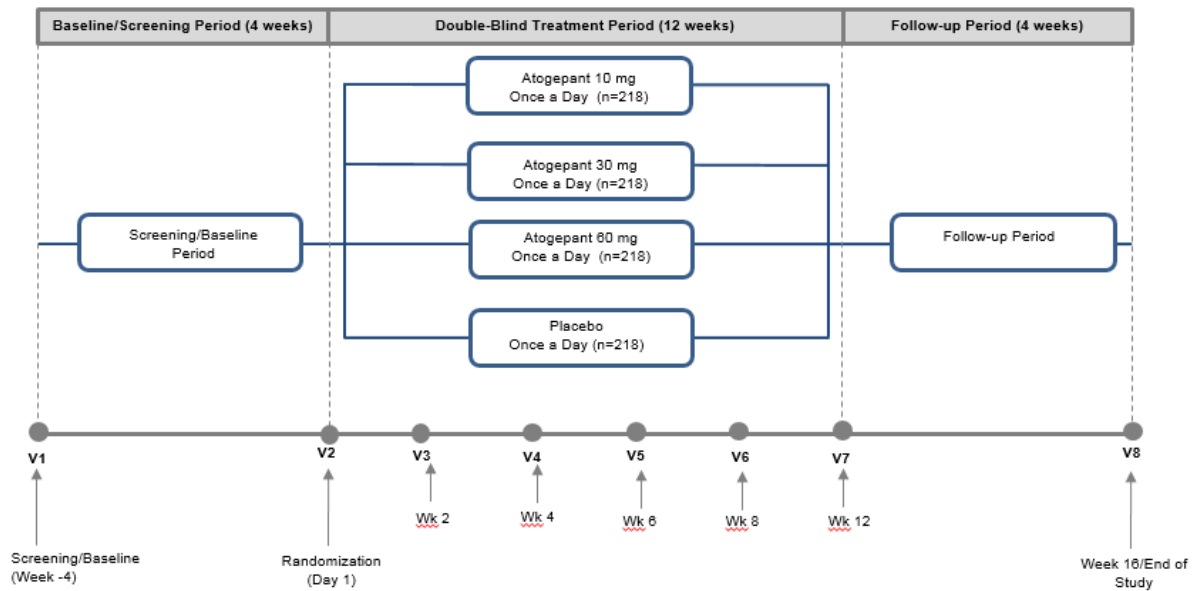 Baseline/Screening Period (4 weeks)
Double-Blind Treatment Period (12 weeks)
Follow-up Period (4 weeks)
Atogepant 10 mg
Once a Day (n=218)
Atogepant 30 mg
Once a Day (n=218)
Atogepant 60 mg
Once a Day (n=218)
Placebo
Once a Day (n=218)
Screening/Baseline
Period
Follow-up Period
V1
V2
V3
V4
V5
V6
V7
V8
Wk 2
Wk 4
Wk 6
Wk 8
Wk 12
Screening/Baseline
(Week -4)
Randomization
(Day 1)
Week 16/End of
Study